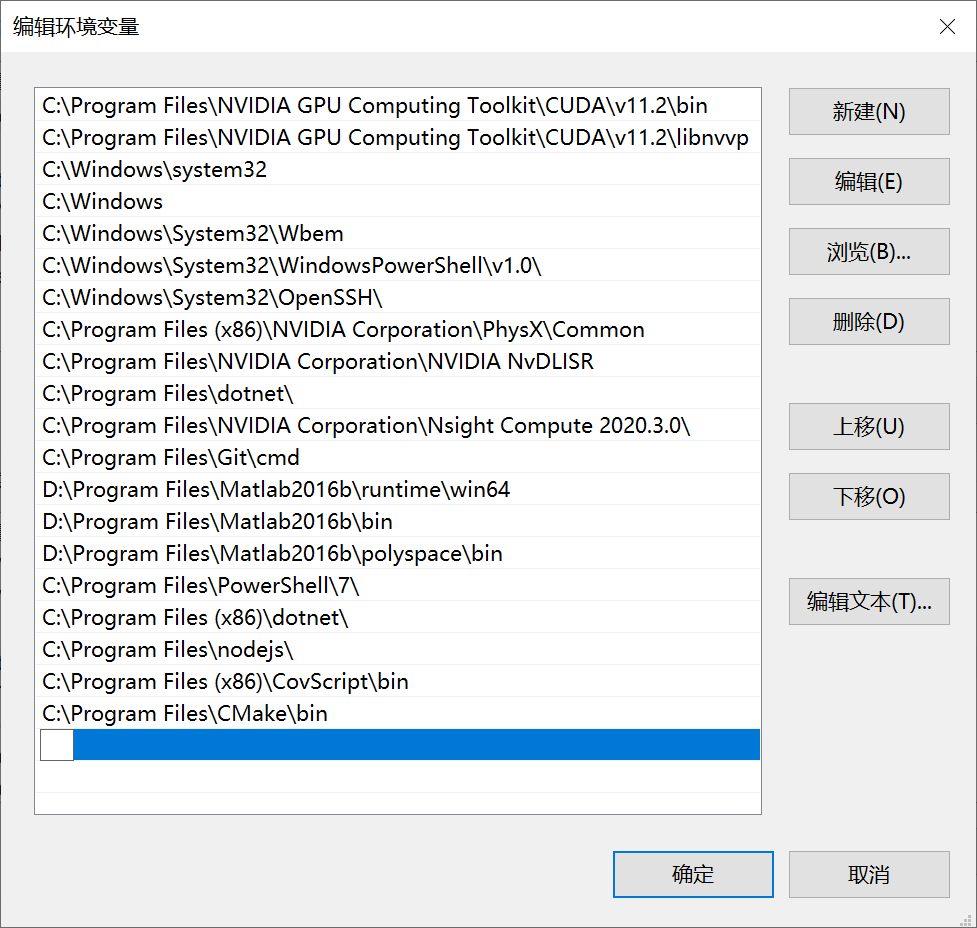 编辑环境变量
C:\Program Files\NVIDIA GPU Computing Toolkit\CUDA\v11.2\bin
C:\Program Files\NVIDIA GPU Computing Toolkit\CUDA\v11.2\libnvvp
C:\Windows\system32
C:\Windows
C:\Windows\System32\Wbem
C:\Windows\System32\WindowsPowerShell\v1.0\
C:\Windows\System32\OpenSSH\
C:\Program Files (x86)\NVIDIA Corporation\PhysX\Common
C:\Program Files\NVIDIA Corporation\NVIDIA NvDLISR
C:\Program Files\dotnet\
C:\Program Files\NVIDIA Corporation\Nsight Compute 2020.3.0\
C:\Program Files\Git\cmd
D:\Program Files\Matlab2016b\runtime\win64
D:\Program Files\Matlab2016b\bin
D:\Program Files\Matlab2016b\polyspace\bin
C:\Program Files\PowerShell\7\
C:\Program Files (x86)\dotnet\
C:\Program Files\nodejs\
C:\Program Files (x86)\CovScript\bin
C:\Program Files\CMake\bin
新建(N)
编辑(E)
浏览(B)...
删除(D)
上移(U)
下移(O)
编辑文本(T)...
确定
取消